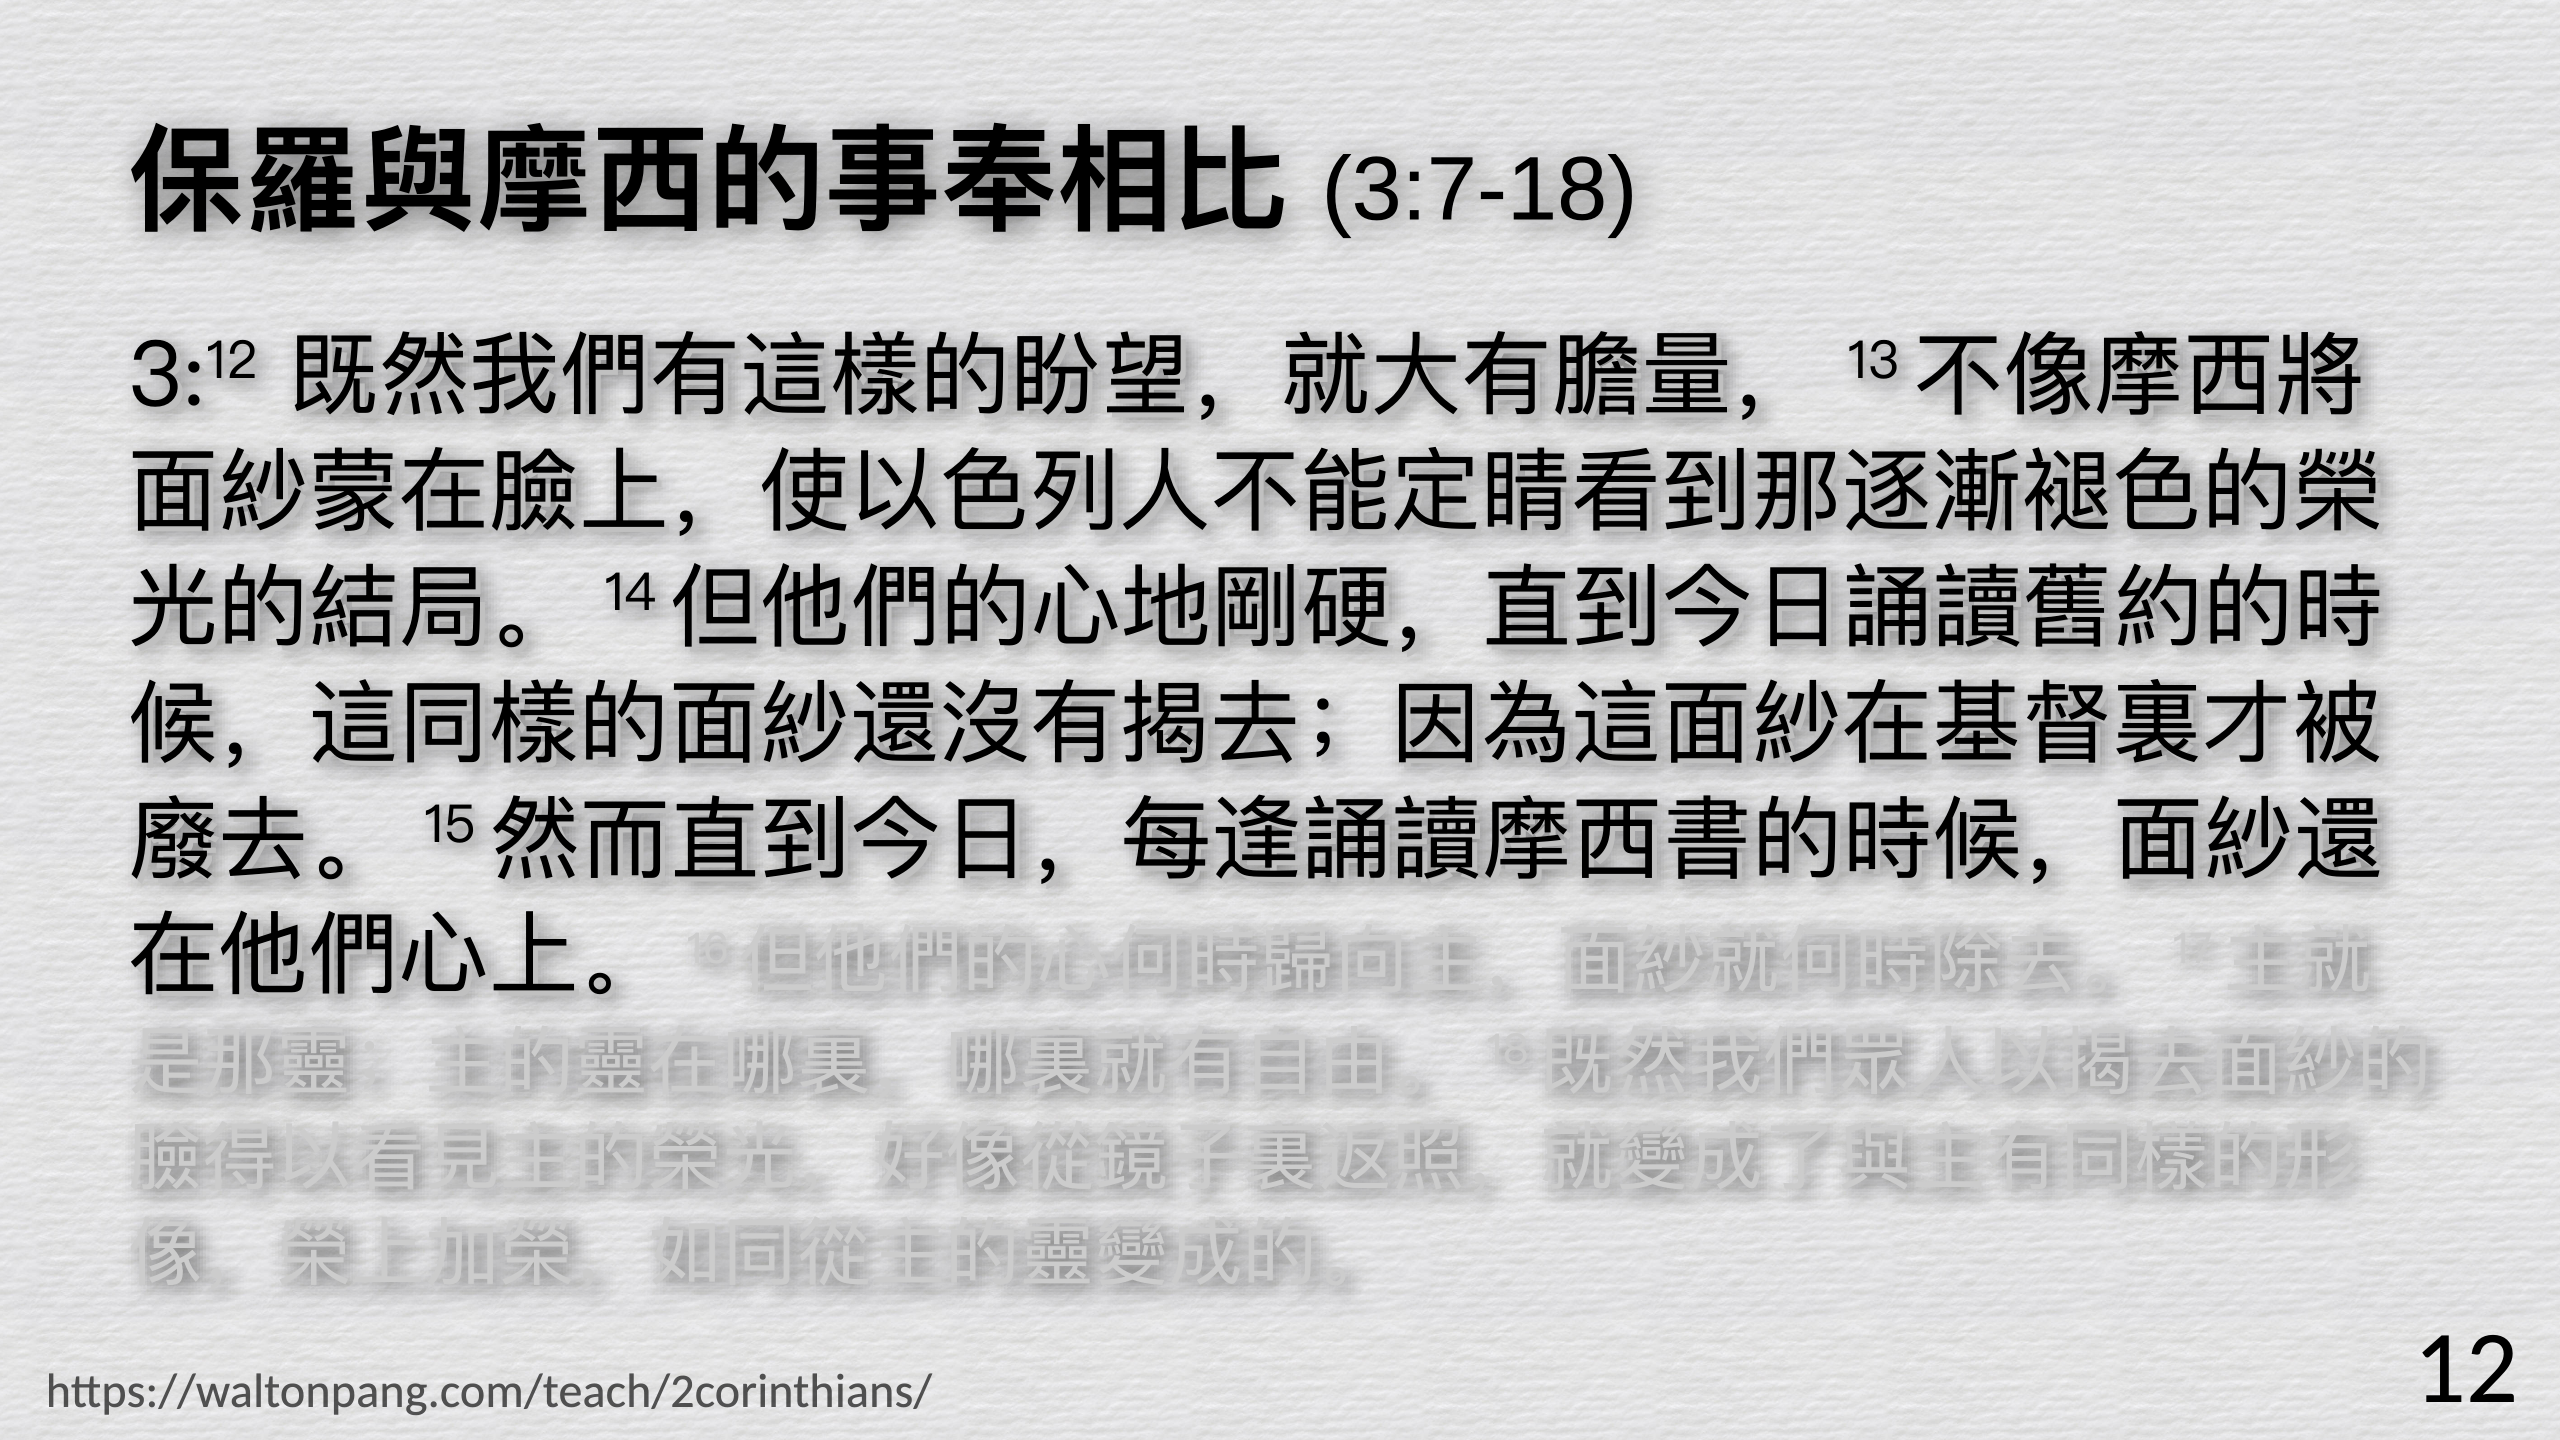 保羅與摩西的事奉相比 (3:7-18)
3:12 既然我們有這樣的盼望，就大有膽量， 13 不像摩西將
面紗蒙在臉上，使以色列人不能定睛看到那逐漸褪色的榮
光的結局。 14 但他們的心地剛硬，直到今日誦讀舊約的時
候，這同樣的面紗還沒有揭去；因為這面紗在基督裏才被
廢去。 15 然而直到今日，每逢誦讀摩西書的時候，面紗還
在他們心上。 16 但他們的心何時歸向主，面紗就何時除去。 17 主就
是那靈；主的靈在哪裏，哪裏就有自由。 18 既然我們眾人以揭去面紗的
臉得以看見主的榮光，好像從鏡子裏返照，就變成了與主有同樣的形
像，榮上加榮，如同從主的靈變成的。
https://waltonpang.com/teach/2corinthians/
12